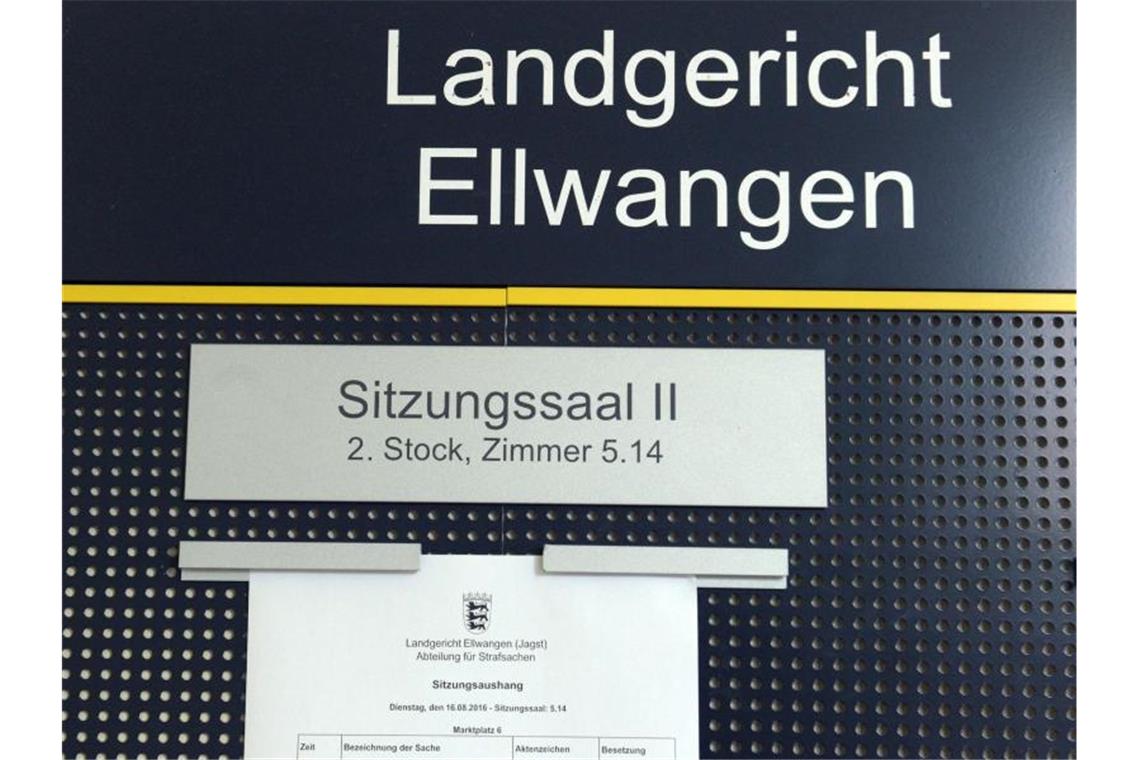 Landgericht
Ellwangen
Sitzungssaal II
2. Stock, Zimmer 5.14
Landgericht Ellwangen (Jagst)
Abteilung für Strafsachen
Sitzungsaushang
Dienstag, den 16.08.2016 - Sitzungssaal: 5.14
Marktplatz 6
Zeit Bezeichnung der Sache Aktenzeichen Besetzung